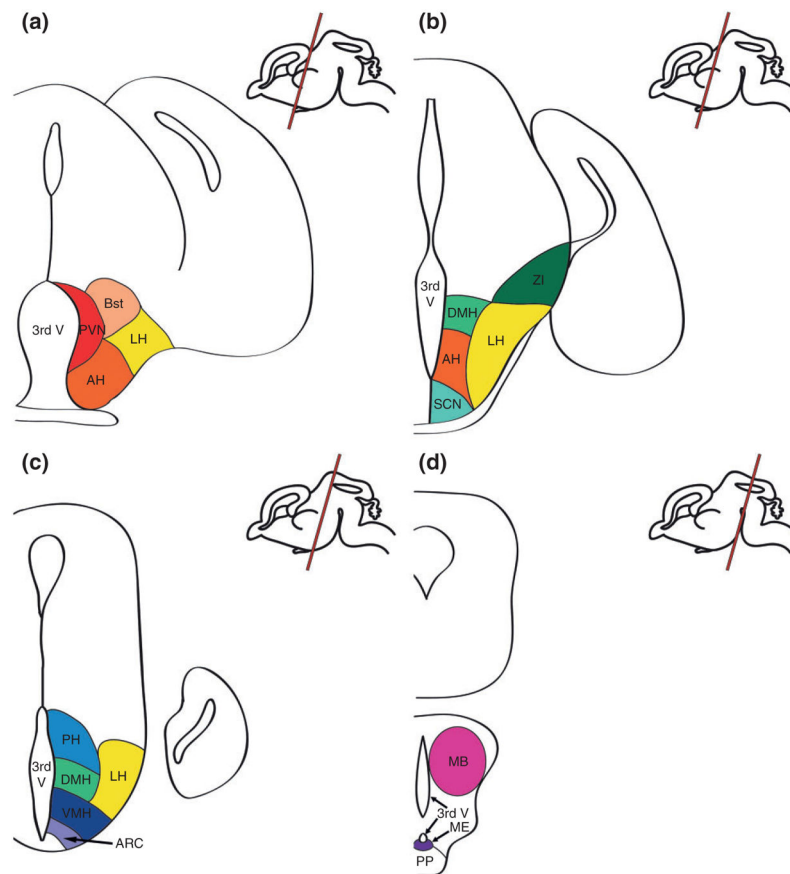 (a)
Bst
3rd V
PVN
LH
AH
(b)
ZI
3rd
V
DMH
LH
AH
SCN
(c)
PH
3rd
V
DMH
LH
VMH
ARC
(d)
MB
3rd V
ME
PP